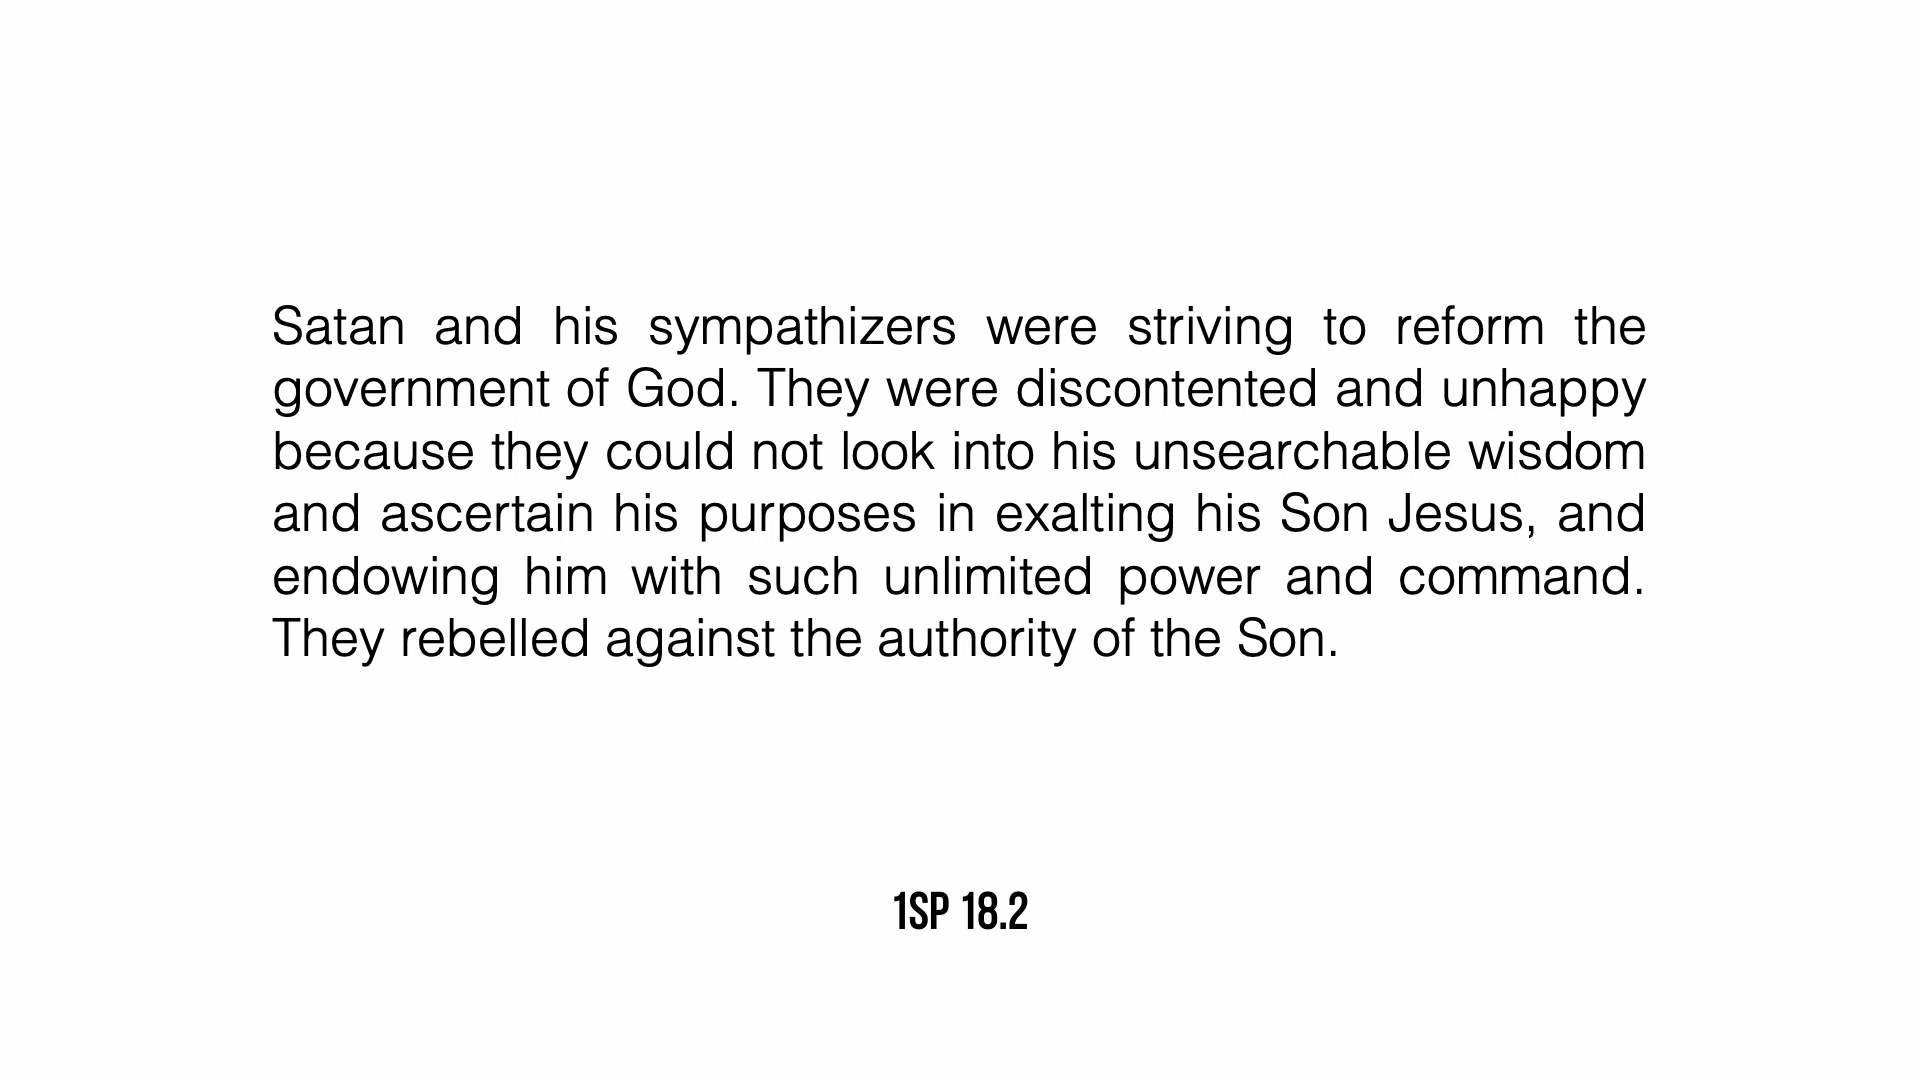 Satan and his sympathizers were striving to reform the
government of God. They were discontented and unhappy
because they could not look into his unsearchable wisdom
and ascertain his purposes in exalting his Son Jesus, and
endowing him with such unlimited power and command.
They rebelled against the authority of the Son.
1SP 18.2